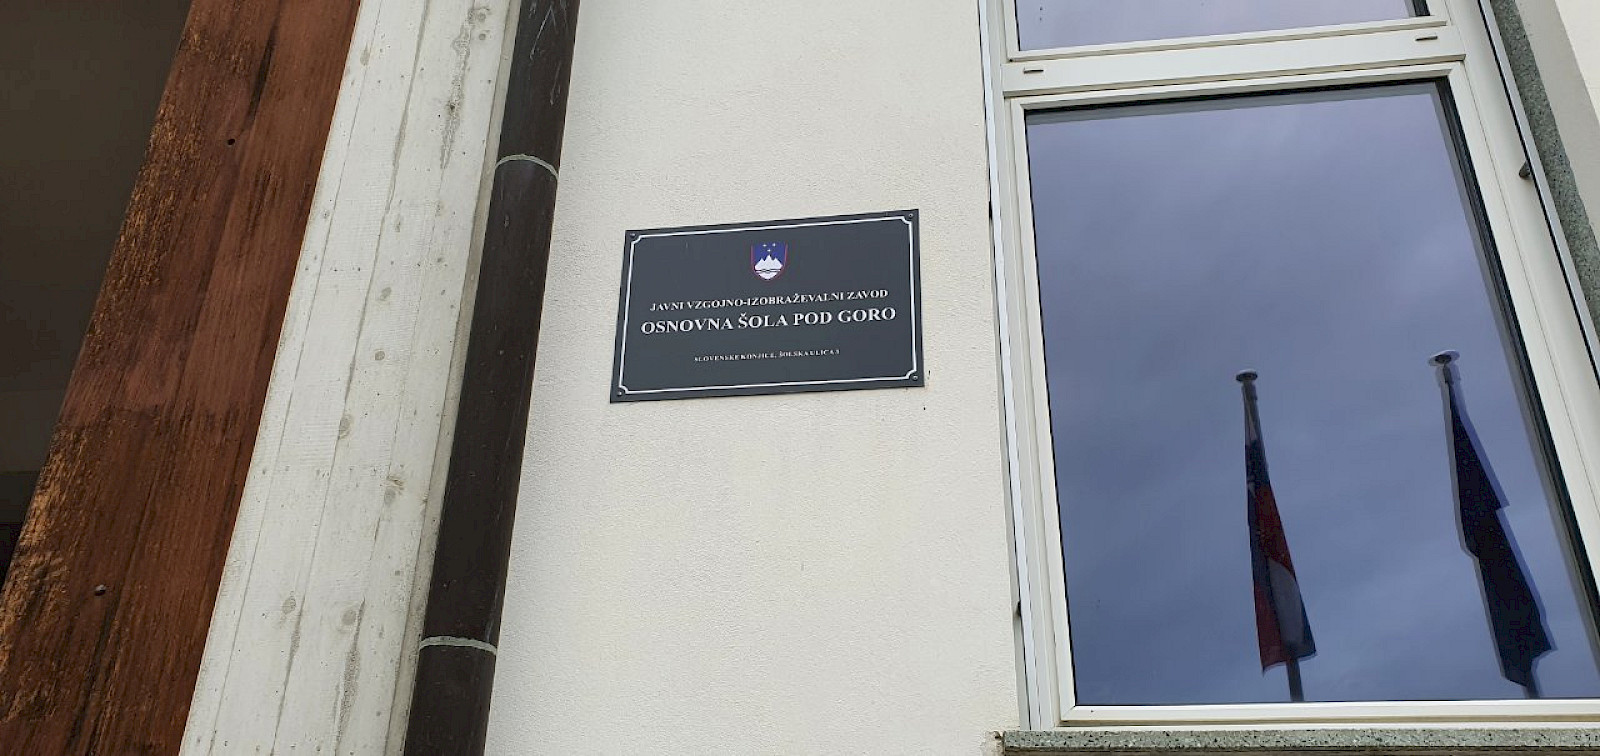 JAVNI VZGOJNO-IZOBRAŽEVALNI ZAVOD
OSNOVNA ŠOLA POD GORO
SLOVENSKE KONJICE, ŠOLSKA ULICA 3